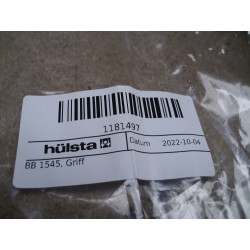 1181497
hülsta Datum 2022-10-04
BB 1545, Griff